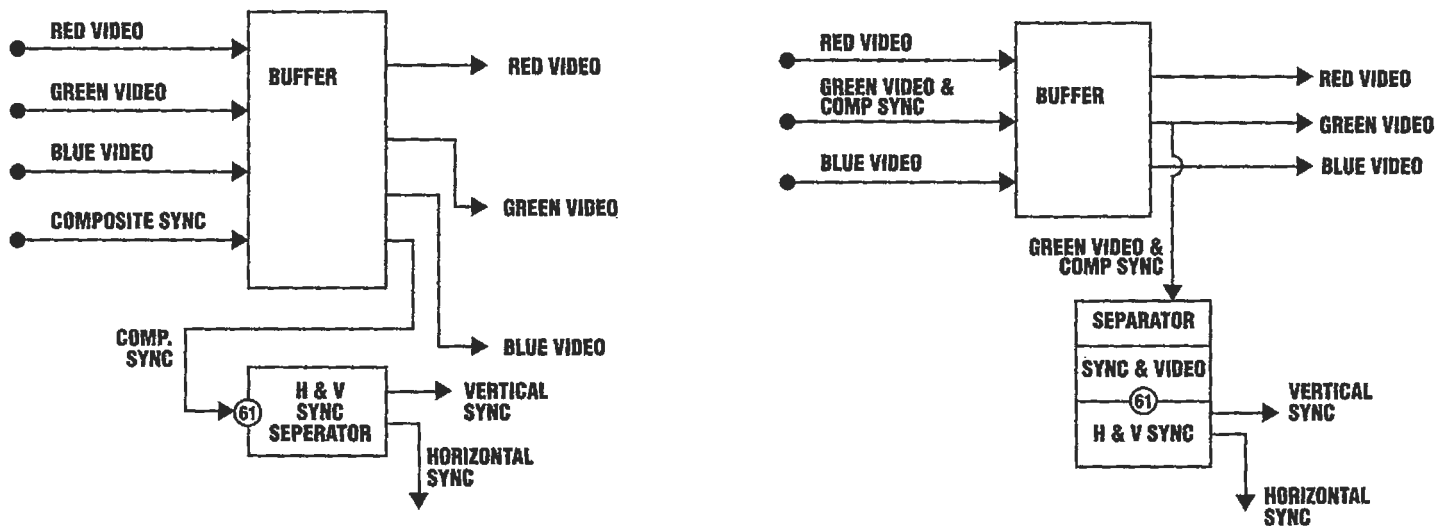 RED VIDEO
GREEN VIDEO
BLUE VIDEO
COMPOSITE SYNC
BUFFER
RED VIDEO
GREEN VIDEO
BLUE VIDEO
COMP.
SYNC
61
H & V
SYNC
SEPERATOR
VERTICAL
SYNC
HORIZONTAL
SYNC
RED VIDEO
GREEN VIDEO &
COMP SYNC
BLUE VIDEO
BUFFER
RED VIDEO
GREEN VIDEO
BLUE VIDEO
GREEN VIDEO &
COMP SYNC
SEPARATOR
SYNC & VIDEO
61
H & V SYNC
VERTICAL
SYNC
HORIZONTAL
SYNC